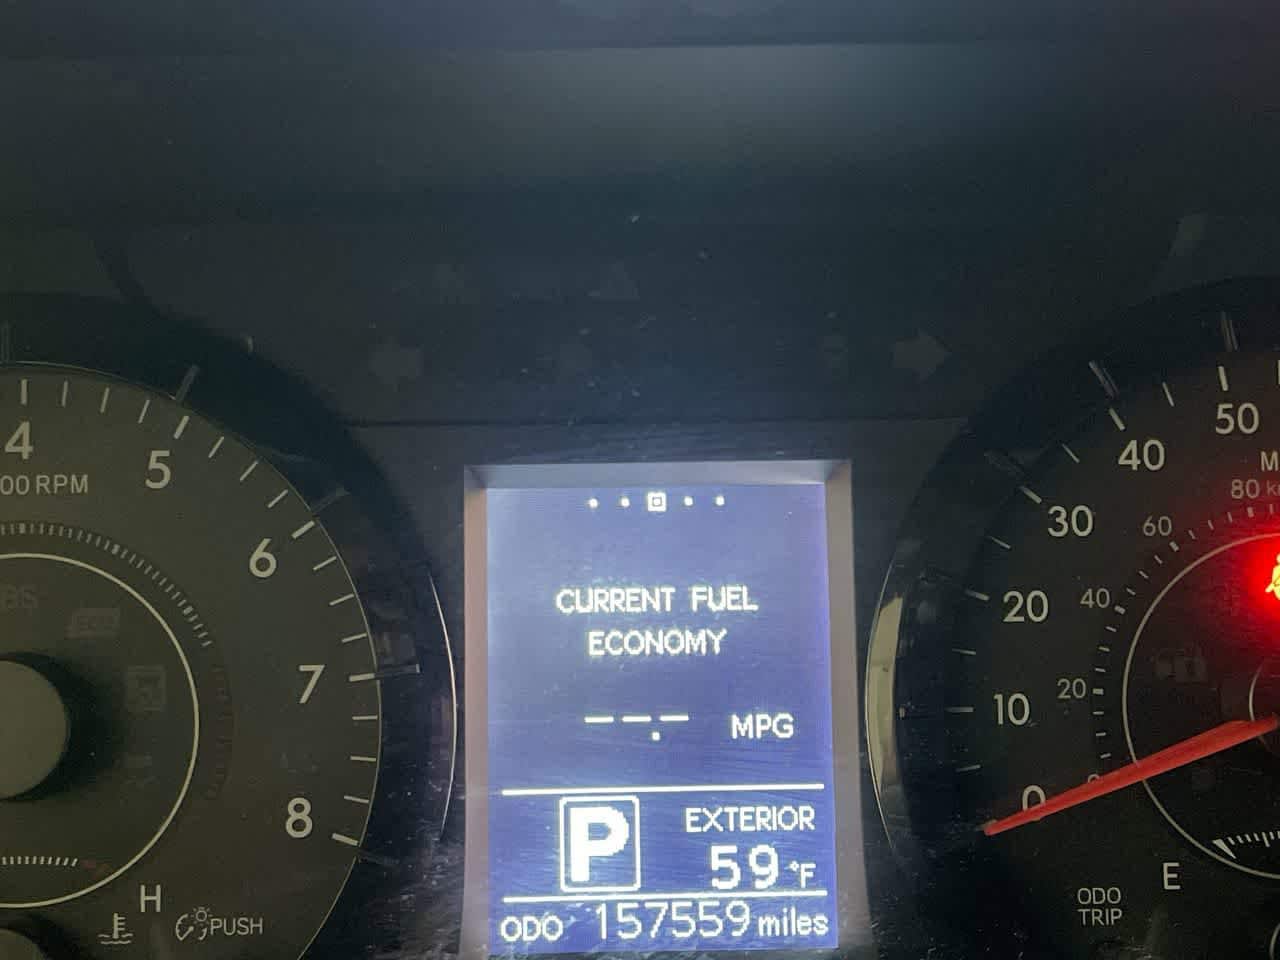 4
5
6
7
8
00 RPM
H
PUSH
CURRENT FUEL
ECONOMY
---.- MPG
P
EXTERIOR
59 °F
ODO 157559 miles
50
40
30
20
10
0
M
80 k
60
40
20
0
E
ODO
TRIP